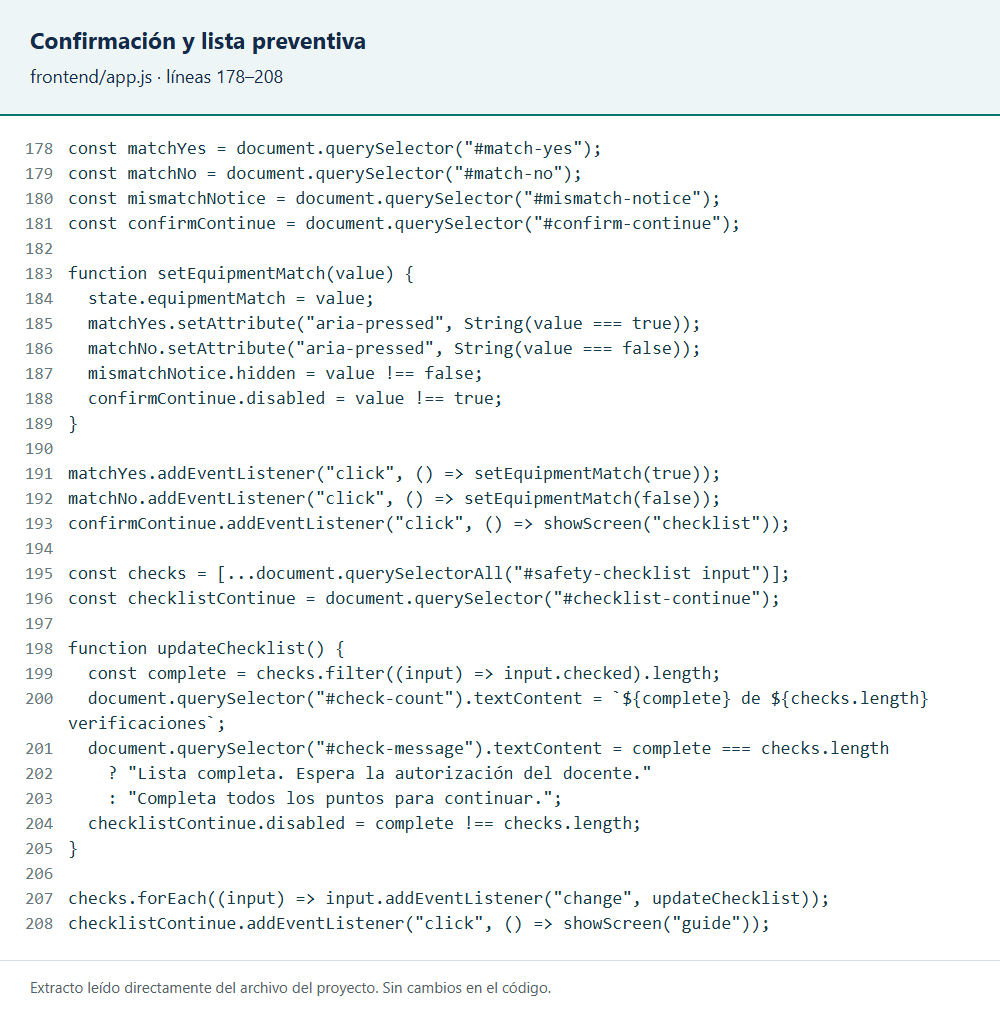 Confirmación y lista preventiva
frontend/app.js · líneas 178–208
178 const matchYes = document.querySelector("#match-yes");
179 const matchNo = document.querySelector("#match-no");
180 const mismatchNotice = document.querySelector("#mismatch-notice");
181 const confirmContinue = document.querySelector("#confirm-continue");
182
183 function setEquipmentMatch(value) {
184   state.equipmentMatch = value;
185   matchYes.setAttribute("aria-pressed", String(value === true));
186   matchNo.setAttribute("aria-pressed", String(value === false));
187   mismatchNotice.hidden = value !== false;
188   confirmContinue.disabled = value !== true;
189 }
190
191 matchYes.addEventListener("click", () => setEquipmentMatch(true));
192 matchNo.addEventListener("click", () => setEquipmentMatch(false));
193 confirmContinue.addEventListener("click", () => showScreen("checklist"));
194
195 const checks = [...document.querySelectorAll("#safety-checklist input")];
196 const checklistContinue = document.querySelector("#checklist-continue");
197
198 function updateChecklist() {
199   const complete = checks.filter((input) => input.checked).length;
200   document.querySelector("#check-count").textContent = `${complete} de ${checks.length}
verificaciones`;
201   document.querySelector("#check-message").textContent = complete === checks.length
202     ? "Lista completa. Espera la autorización del docente."
203     : "Completa todos los puntos para continuar.";
204   checklistContinue.disabled = complete !== checks.length;
205 }
206
207 checks.forEach((input) => input.addEventListener("change", updateChecklist));
208 checklistContinue.addEventListener("click", () => showScreen("guide"));
Extracto leído directamente del archivo del proyecto. Sin cambios en el código.